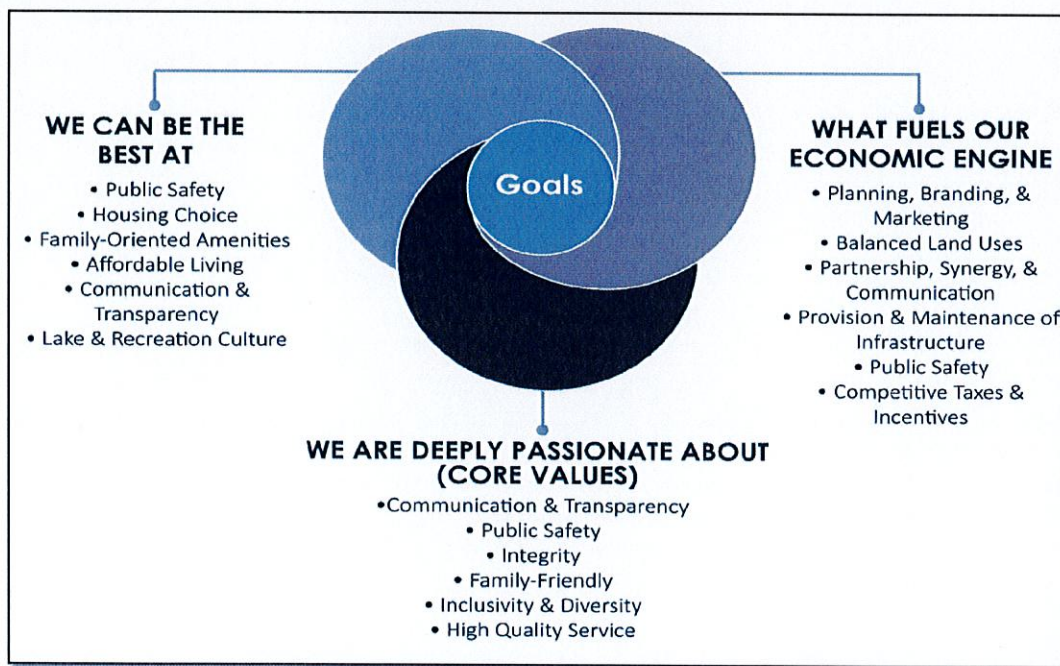 Goals
WE CAN BE THE
BEST AT
• Public Safety
• Housing Choice
• Family-Oriented Amenities
• Affordable Living
• Communication &
Transparency
• Lake & Recreation Culture
WHAT FUELS OUR
ECONOMIC ENGINE
• Planning, Branding, &
Marketing
• Balanced Land Uses
• Partnership, Synergy, &
Communication
• Provision & Maintenance of
Infrastructure
• Public Safety
• Competitive Taxes &
Incentives
WE ARE DEEPLY PASSIONATE ABOUT
(CORE VALUES)
•Communication & Transparency
• Public Safety
• Integrity
• Family-Friendly
• Inclusivity & Diversity
• High Quality Service